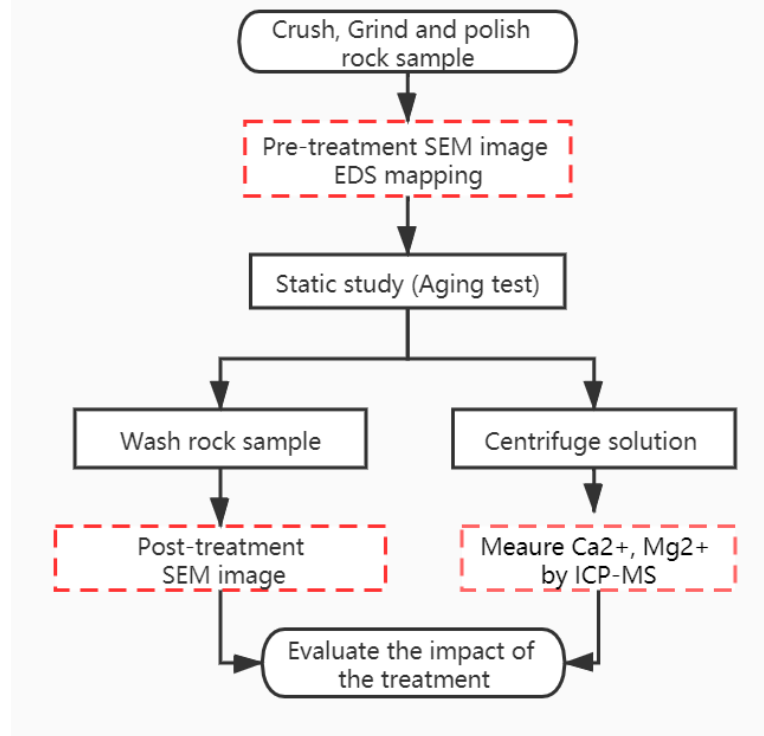 Crush, Grind and polish
rock sample
Pre-treatment SEM image
EDS mapping
Static study (Aging test)
Wash rock sample
Centrifuge solution
Post-treatment
SEM image
Meaure Ca2+, Mg2+
by ICP-MS
Evaluate the impact of
the treatment